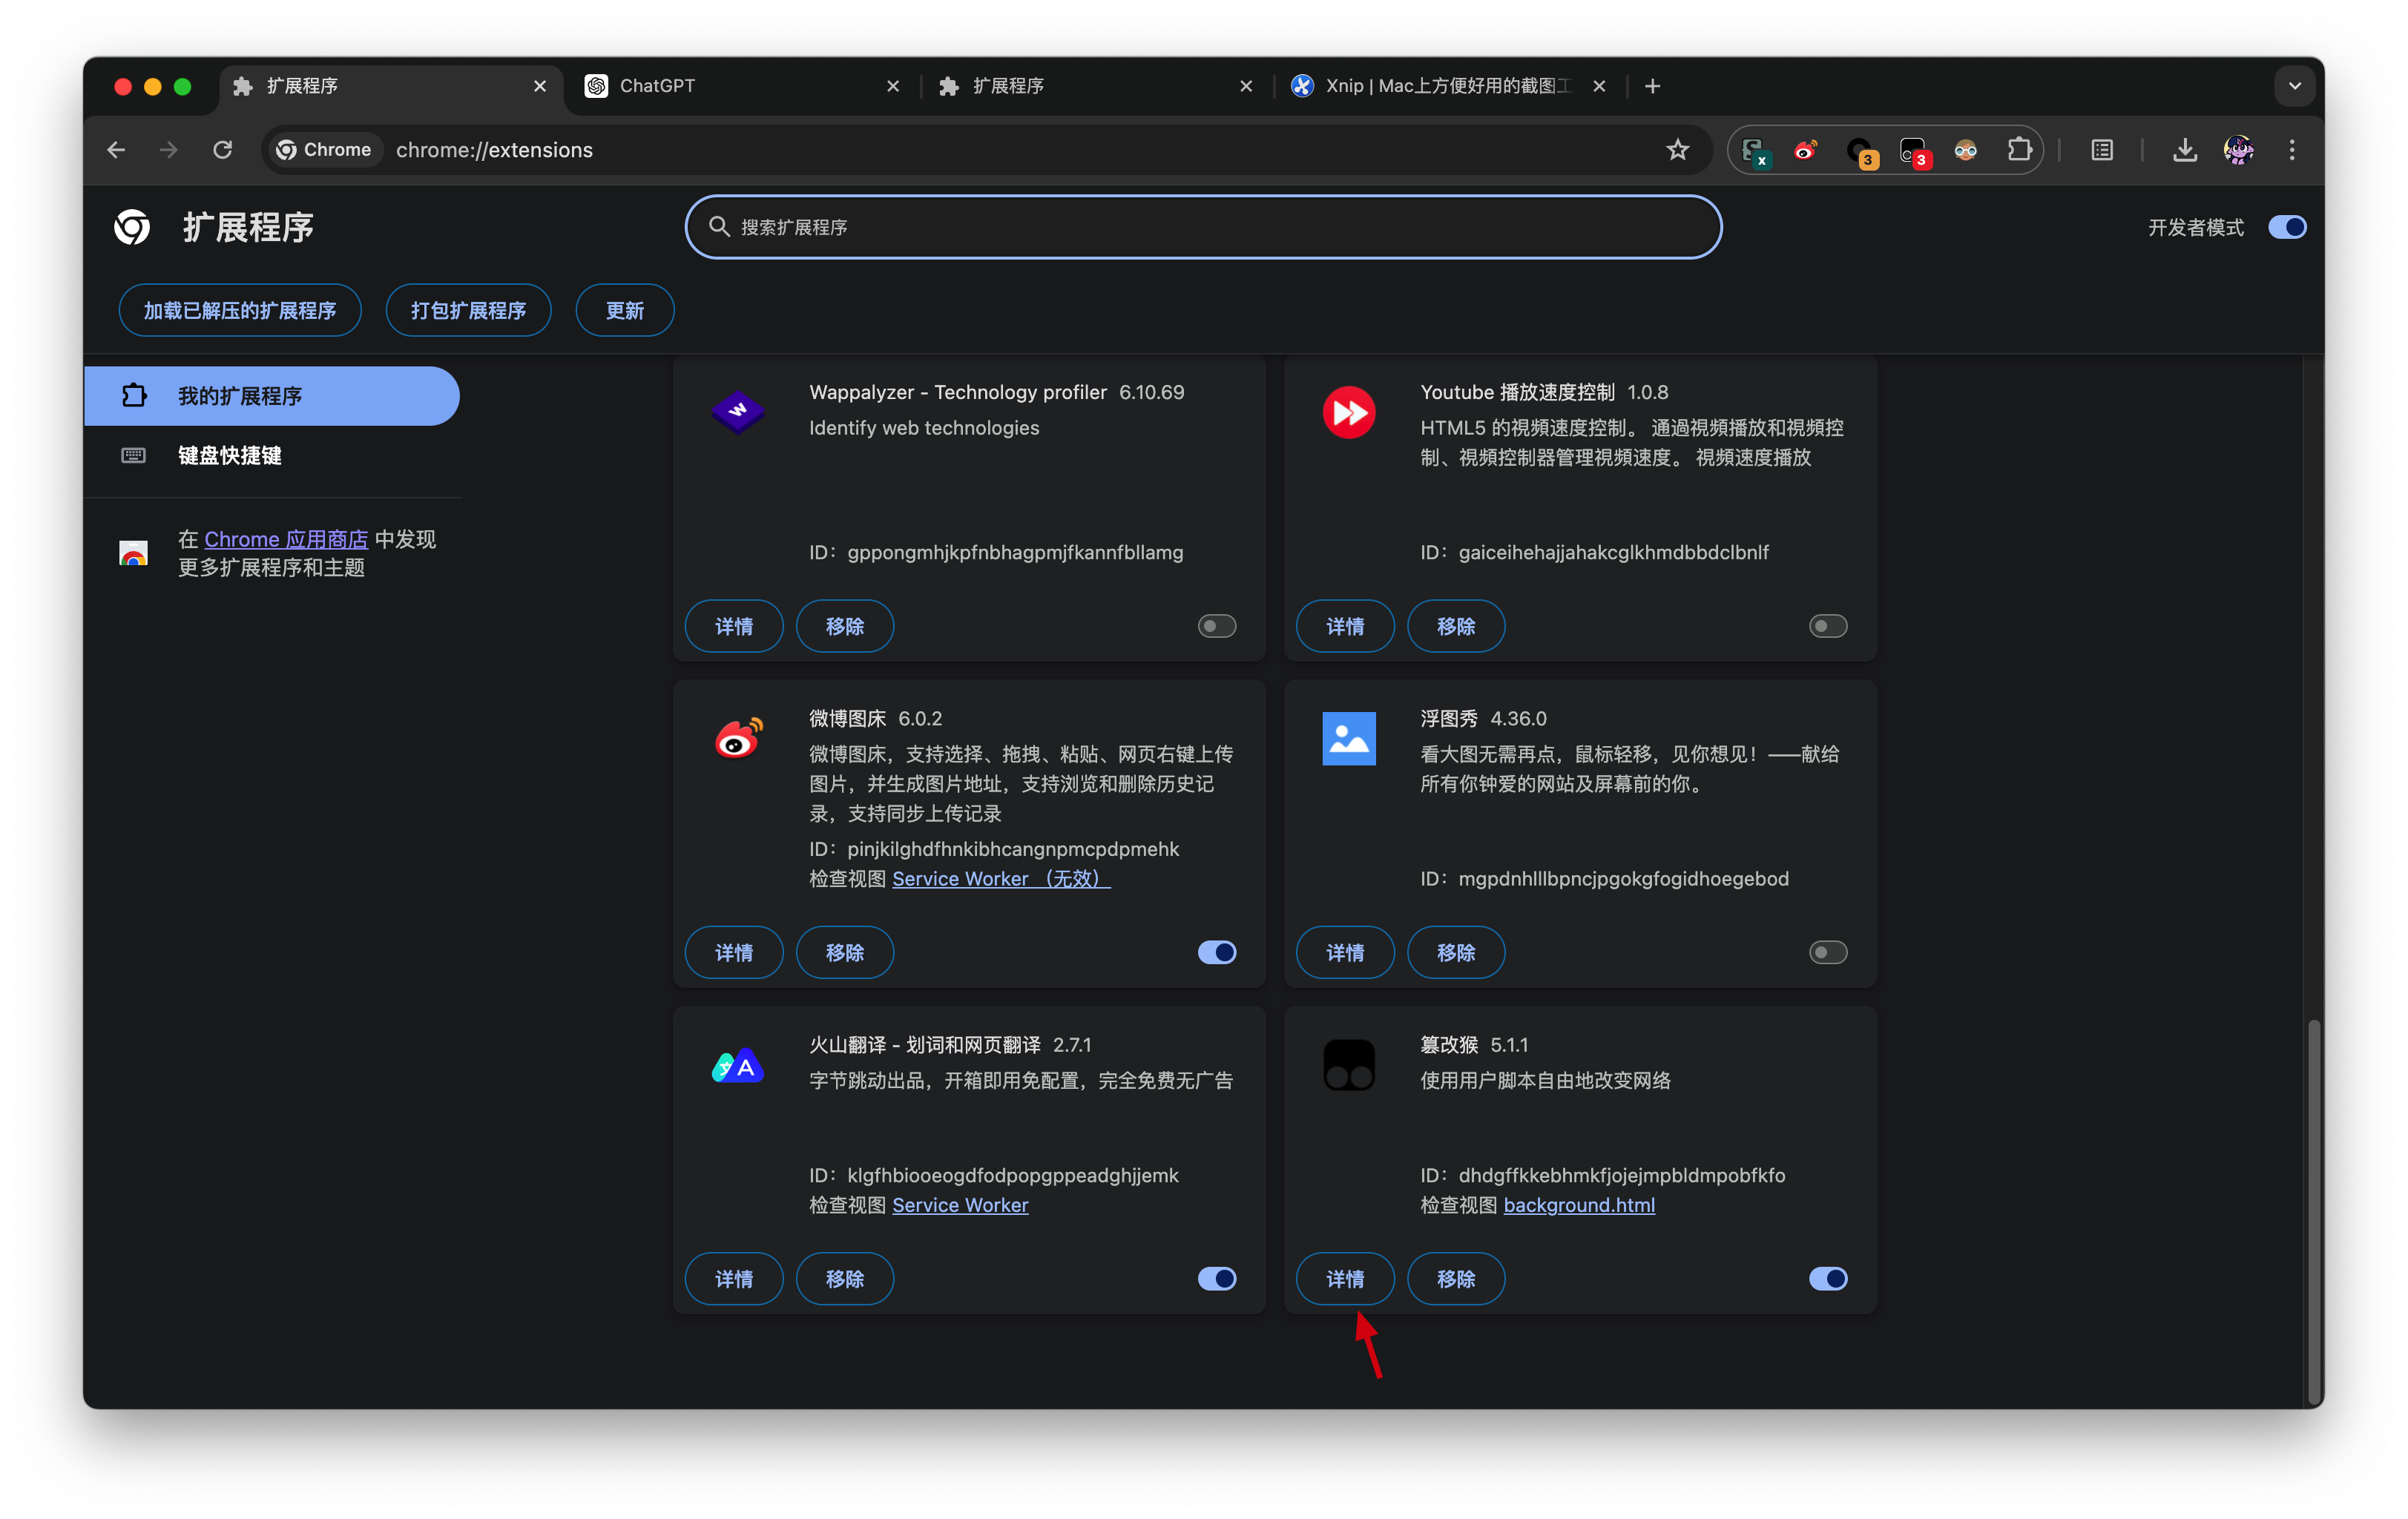 扩展程序
ChatGPT
扩展程序
Xnip | Mac上方便好用的截图工
Chrome
chrome://extensions
x
3
3
扩展程序
搜索扩展程序
开发者模式
加载已解压的扩展程序
打包扩展程序
更新
我的扩展程序
键盘快捷键
在 Chrome 应用商店 中发现
更多扩展程序和主题
Wappalyzer - Technology profiler 6.10.69
Identify web technologies
ID：gppongmhjkpfnbhagpmjfkannfbllamg
详情
移除
Youtube 播放速度控制 1.0.8
HTML5 的視頻速度控制。 通過視頻播放和視頻控
制、視頻控制器管理視頻速度。 視頻速度播放
ID：gaiceihehajjahakcglkhmdbbdclbnlf
详情
移除
微博图床 6.0.2
微博图床，支持选择、拖拽、粘贴、网页右键上传
图片，并生成图片地址，支持浏览和删除历史记
录，支持同步上传记录
ID：pinjkilghdfhnkibhcangnpmcpdpmehk
检查视图 Service Worker （无效）
详情
移除
浮图秀 4.36.0
看大图无需再点，鼠标轻移，见你想见！——献给
所有你钟爱的网站及屏幕前的你。
ID：mgpdnhlllbpncjpgokgfogidhoegebod
详情
移除
火山翻译 - 划词和网页翻译 2.7.1
字节跳动出品，开箱即用免配置，完全免费无广告
ID：klgfhbiooeogdfodpopgppeadghjjemk
检查视图 Service Worker
详情
移除
篡改猴 5.1.1
使用用户脚本自由地改变网络
ID：dhdgffkkebhmkfjojejmpbldmpobfkfo
检查视图 background.html
详情
移除